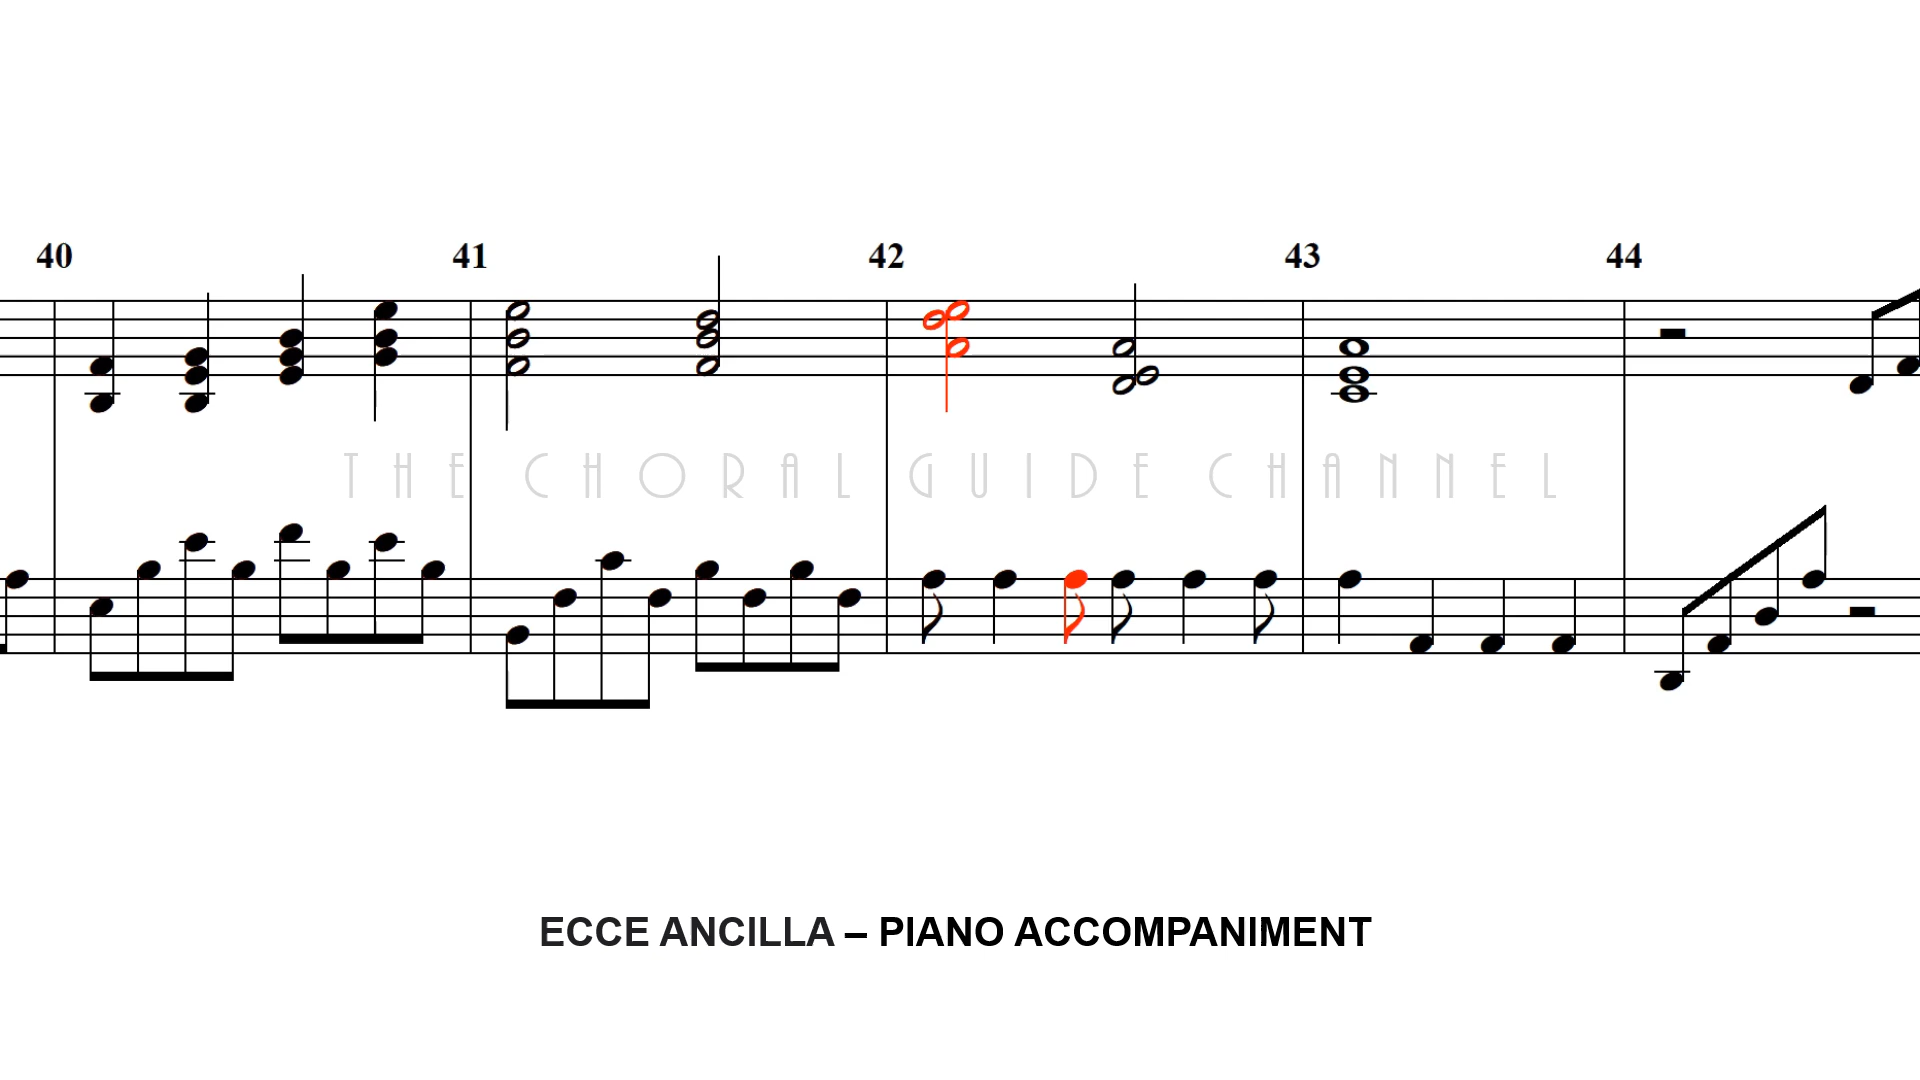 40 41 42 43 44
THE CHORAL GUIDE CHANNEL
ECCE ANCILLA – PIANO ACCOMPANIMENT